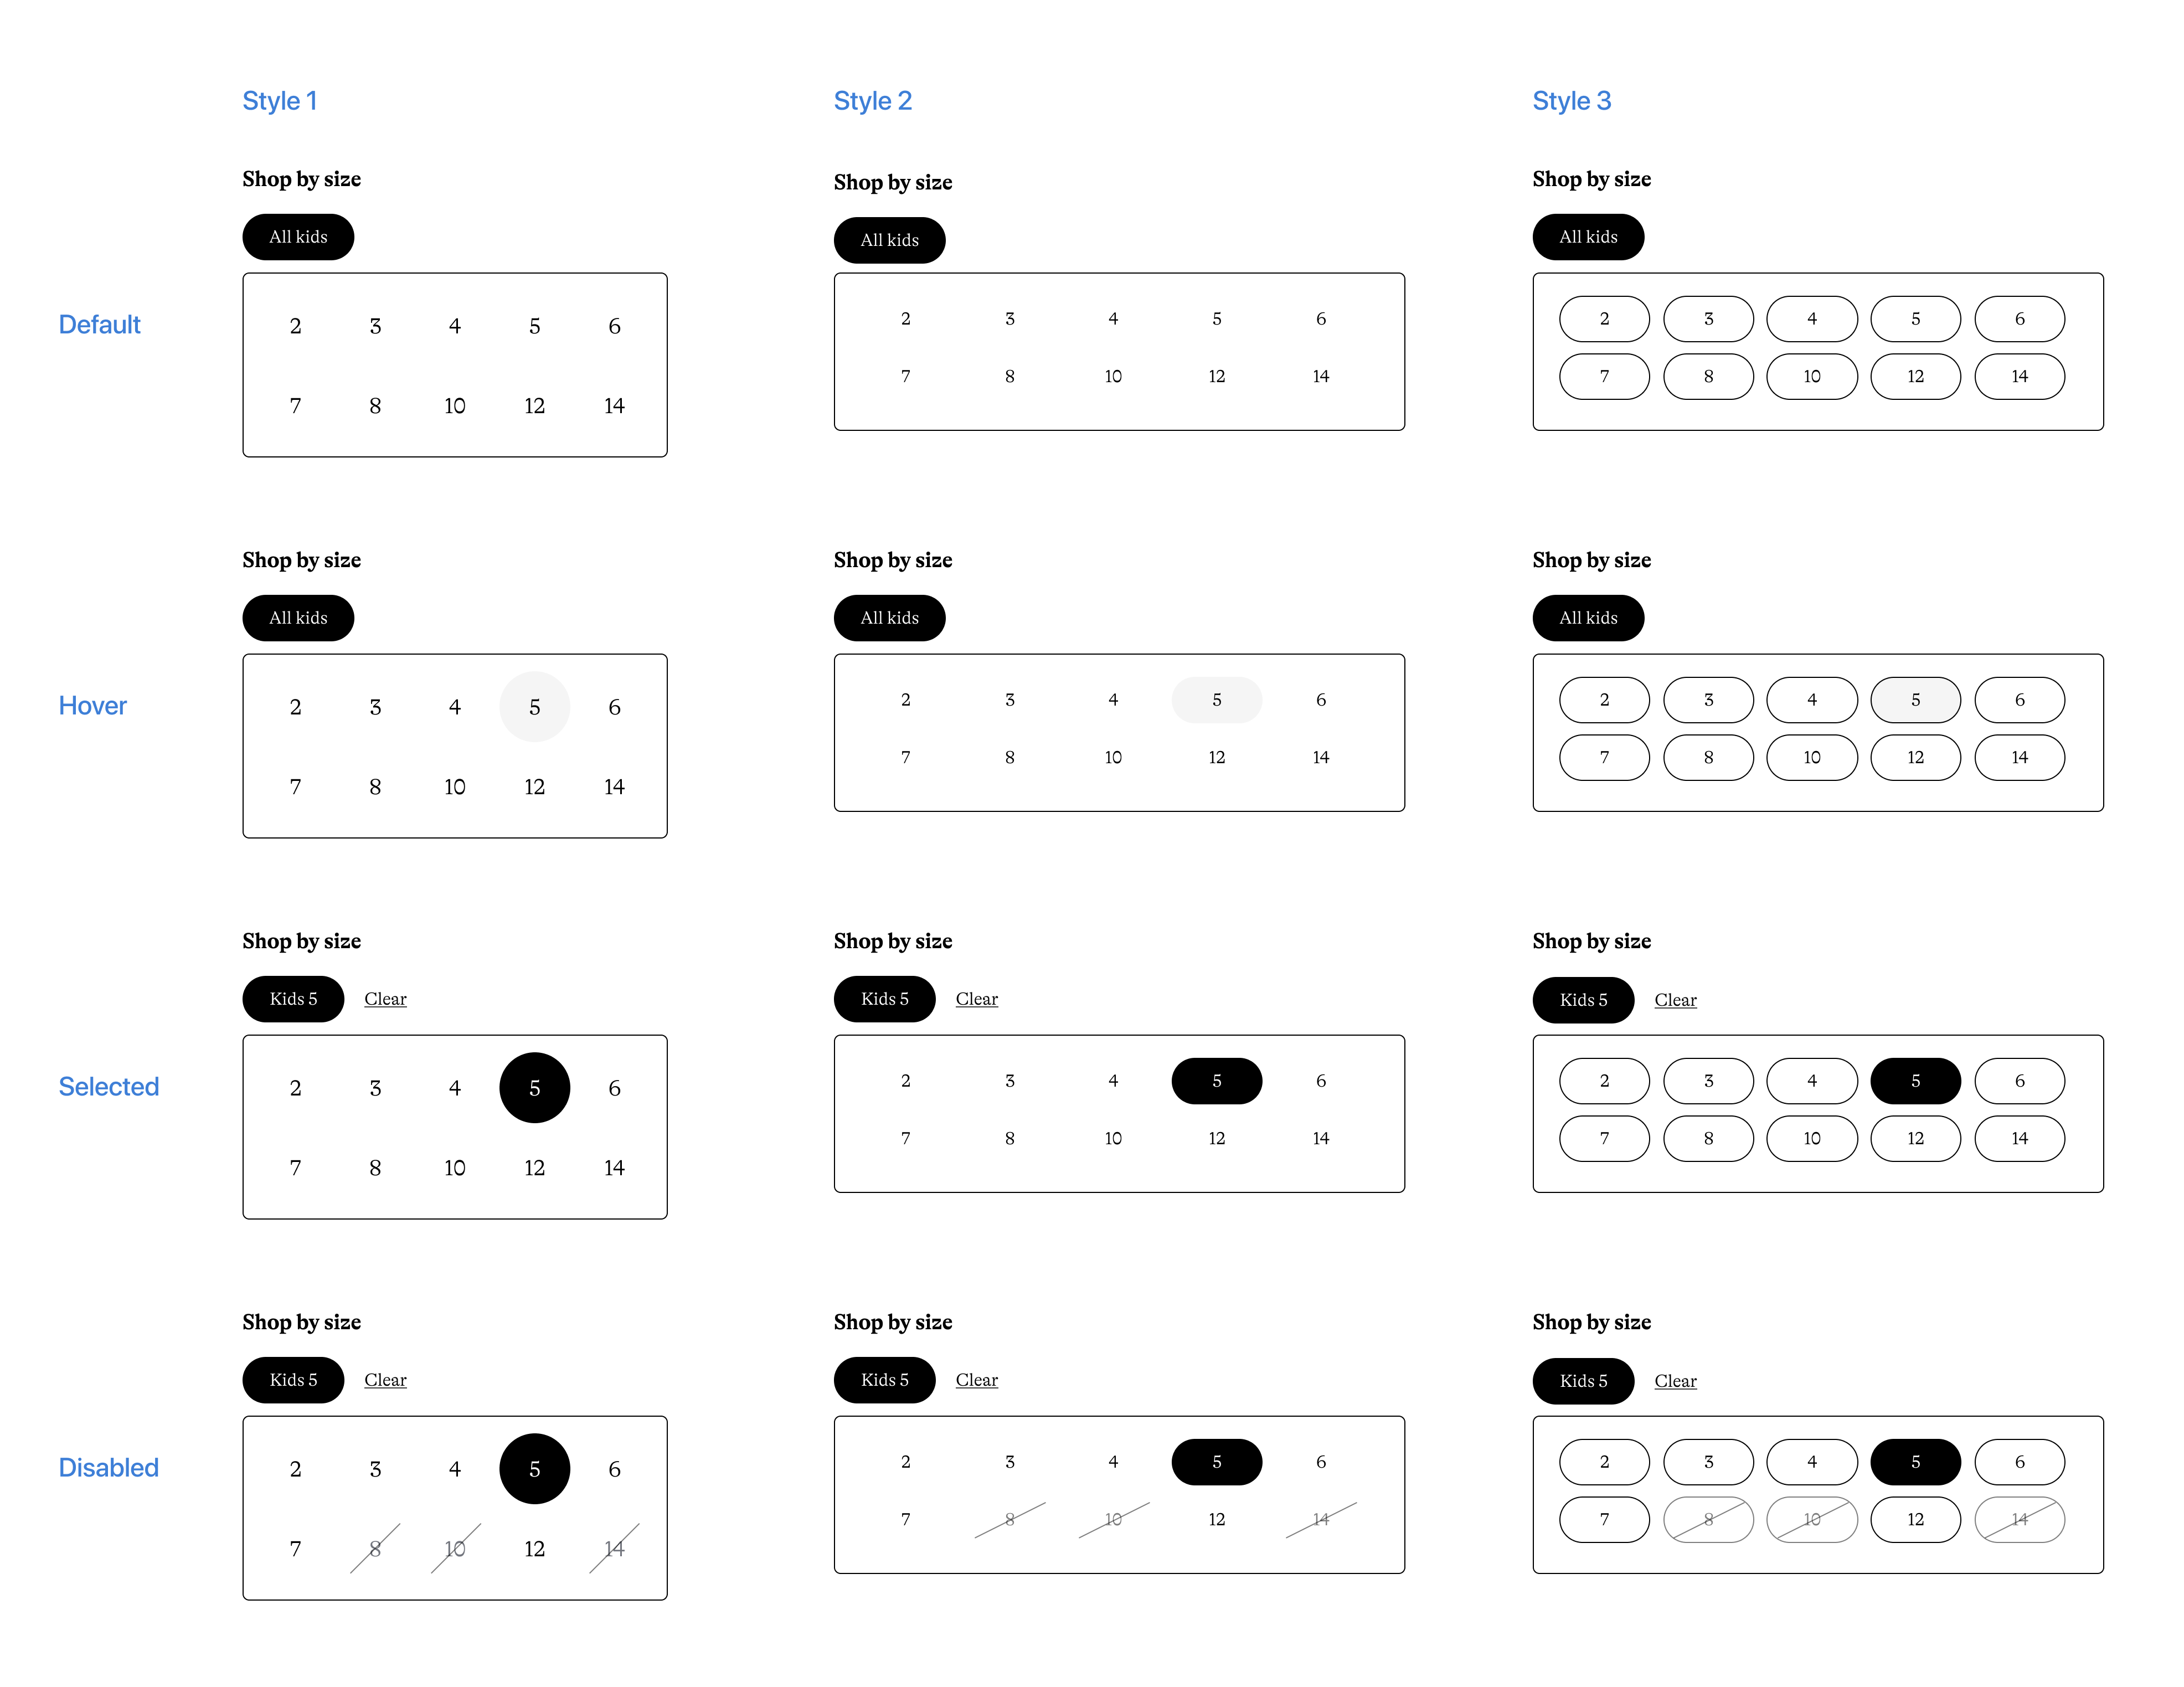 Style 1 Style 2 Style 3
Shop by size Shop by size Shop by size
All kids All kids All kids
Default
2 3 4 5 6 2 3 4 5 6 2 3 4 5 6
7 8 10 12 14 7 8 10 12 14 7 8 10 12 14
Shop by size Shop by size Shop by size
All kids All kids All kids
Hover
2 3 4 5 6 2 3 4 5 6 2 3 4 5 6
7 8 10 12 14 7 8 10 12 14 7 8 10 12 14
Shop by size Shop by size Shop by size
Kids 5 Clear Kids 5 Clear Kids 5 Clear
Selected
2 3 4 5 6 2 3 4 5 6 2 3 4 5 6
7 8 10 12 14 7 8 10 12 14 7 8 10 12 14
Shop by size Shop by size Shop by size
Kids 5 Clear Kids 5 Clear Kids 5 Clear
Disabled
2 3 4 5 6 2 3 4 5 6 2 3 4 5 6
7 8 10 12 14 7 8 10 12 14 7 8 10 12 14